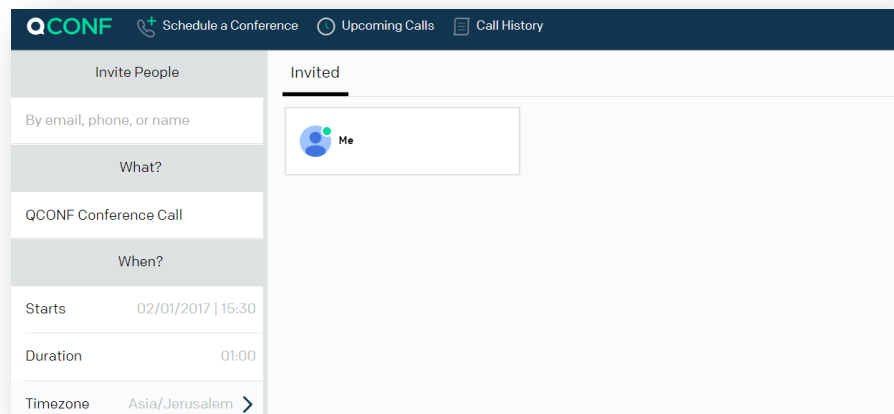 QCONF Schedule a Conference Upcoming Calls Call History
Invite People
Invited
By email, phone, or name
Me
What?
QCONF Conference Call
When?
Starts 02/01/2017 | 15:30
Duration 01:00
Timezone Asia/Jerusalem